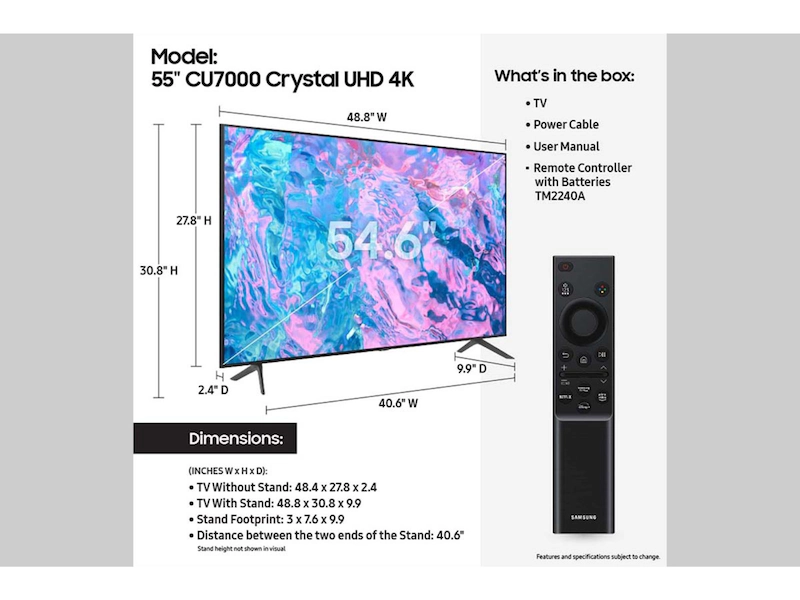 Model:
55" CU7000 Crystal UHD 4K
What's in the box:
• TV
• Power Cable
• User Manual
• Remote Controller
with Batteries
TM2240A
48.8" W
27.8" H
30.8" H
54.6"
2.4" D
9.9" D
40.6" W
Dimensions:
(INCHES W x H x D):
• TV Without Stand: 48.4 x 27.8 x 2.4
• TV With Stand: 48.8 x 30.8 x 9.9
• Stand Footprint: 3 x 7.6 x 9.9
• Distance between the two ends of the Stand: 40.6"
Stand height not shown in visual
NETFLIX
SAMSUNG
Features and specifications subject to change.